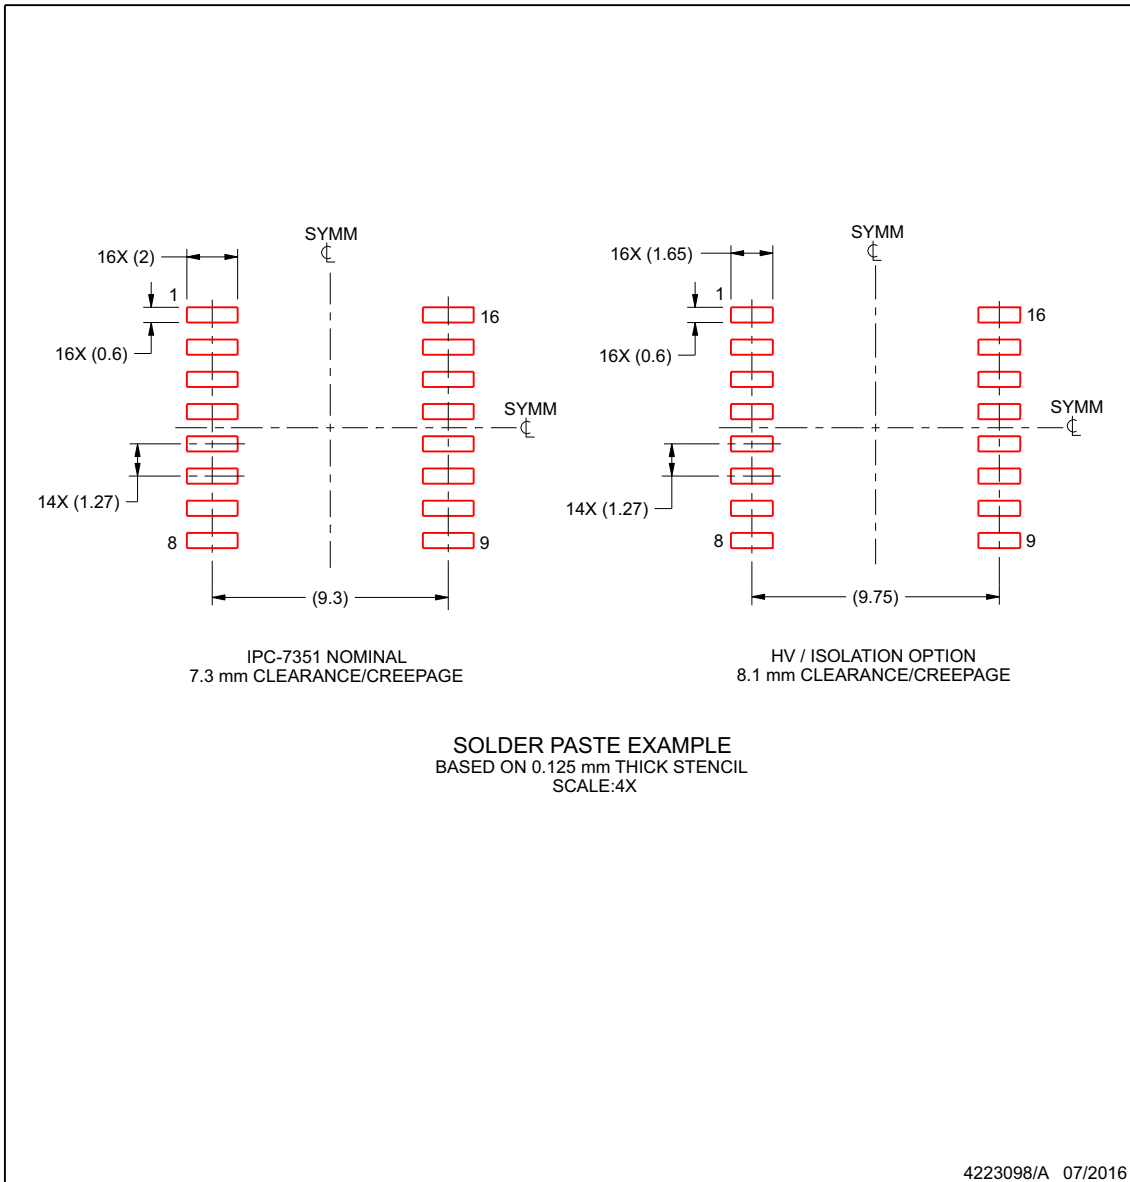 SYMM
16X (2)
1
16
16X (0.6)
SYMM
14X (1.27)
8
9
(9.3)
IPC-7351 NOMINAL
7.3 mm CLEARANCE/CREEPAGE
SYMM
16X (1.65)
1
16
16X (0.6)
SYMM
14X (1.27)
8
9
(9.75)
HV / ISOLATION OPTION
8.1 mm CLEARANCE/CREEPAGE
SOLDER PASTE EXAMPLE
BASED ON 0.125 mm THICK STENCIL
SCALE:4X
4223098/A 07/2016